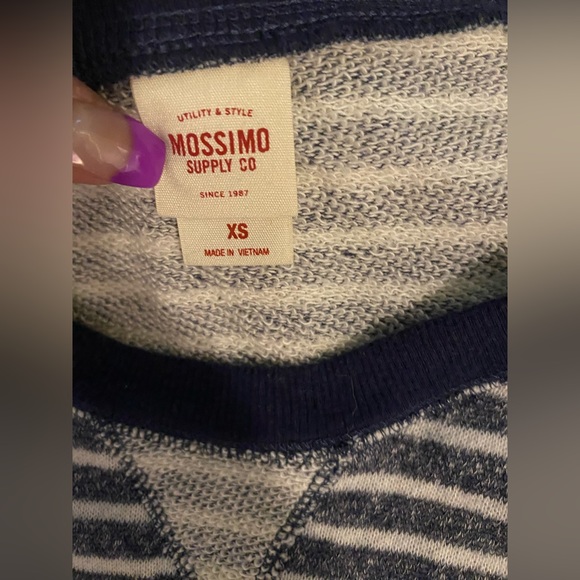 UTILITY & STYLE
MOSSIMO
SUPPLY CO
SINCE 1987
XS
MADE IN VIETNAM